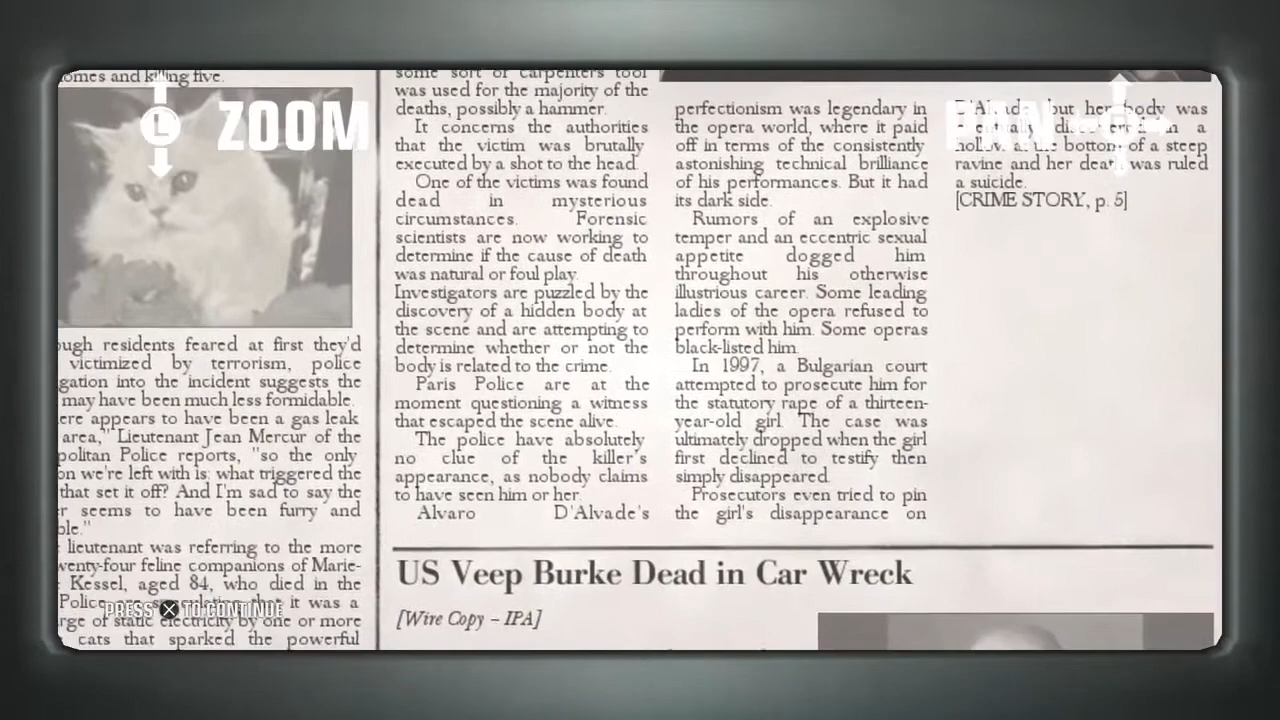 omes and killing five.
ough residents feared at first they'd
victimized by terrorism, police
gation into the incident suggests the
may have been much less formidable.
ere appears to have been a gas leak
area," Lieutenant Jean Mercur of the
politan Police reports, "so the only
on we're left with is: what triggered the
that set it off? And I'm sad to say the
r seems to have been furry and
ble."
lieutenant was referring to the more
wenty-four feline companions of Marie-
Kessel, aged 84, who died in the
Police are speculating that it was a
rge of static electricity by one or more
cats that sparked the powerful
some sort of carpenters tool
was used for the majority of the
deaths, possibly a hammer.
It concerns the authorities
that the victim was brutally
executed by a shot to the head.
One of the victims was found
dead in mysterious
circumstances. Forensic
scientists are now working to
determine if the cause of death
was natural or foul play.
Investigators are puzzled by the
discovery of a hidden body at
the scene and are attempting to
determine whether or not the
body is related to the crime.
Paris Police are at the
moment questioning a witness
that escaped the scene alive.
The police have absolutely
no clue of the killer's
appearance, as nobody claims
to have seen him or her.
Alvaro D'Alvade's
perfectionism was legendary in
the opera world, where it paid
off in terms of the consistently
astonishing technical brilliance
of his performances. But it had
its dark side.
Rumors of an explosive
temper and an eccentric sexual
appetite dogged him
throughout his otherwise
illustrious career. Some leading
ladies of the opera refused to
perform with him. Some operas
black-listed him.
In 1997, a Bulgarian court
attempted to prosecute him for
the statutory rape of a thirteen-
year-old girl. The case was
ultimately dropped when the girl
first declined to testify then
simply disappeared.
Prosecutors even tried to pin
the girl's disappearance on
D'Alvade, but her body was
eventually discovered in a
hollow at the bottom of a steep
ravine and her death was ruled
a suicide.
[CRIME STORY, p. 5]
US Veep Burke Dead in Car Wreck
[Wire Copy – IPA]
L ZOOM
PAN R
PRESS X TO CONTINUE